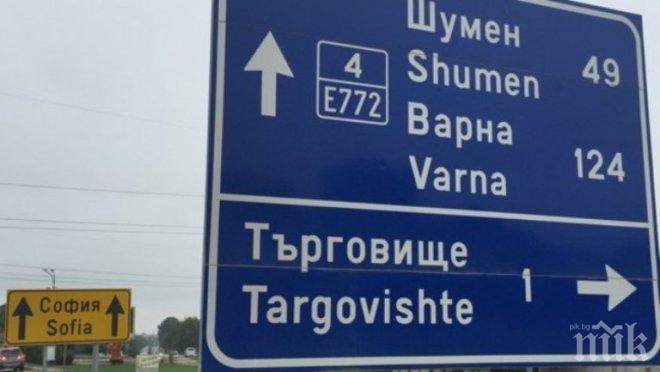 4
E772
Шумен
Shumen 49
Варна
Varna 124
Търговище
Targovishte 1
София
Sofia
pik.bg
пик